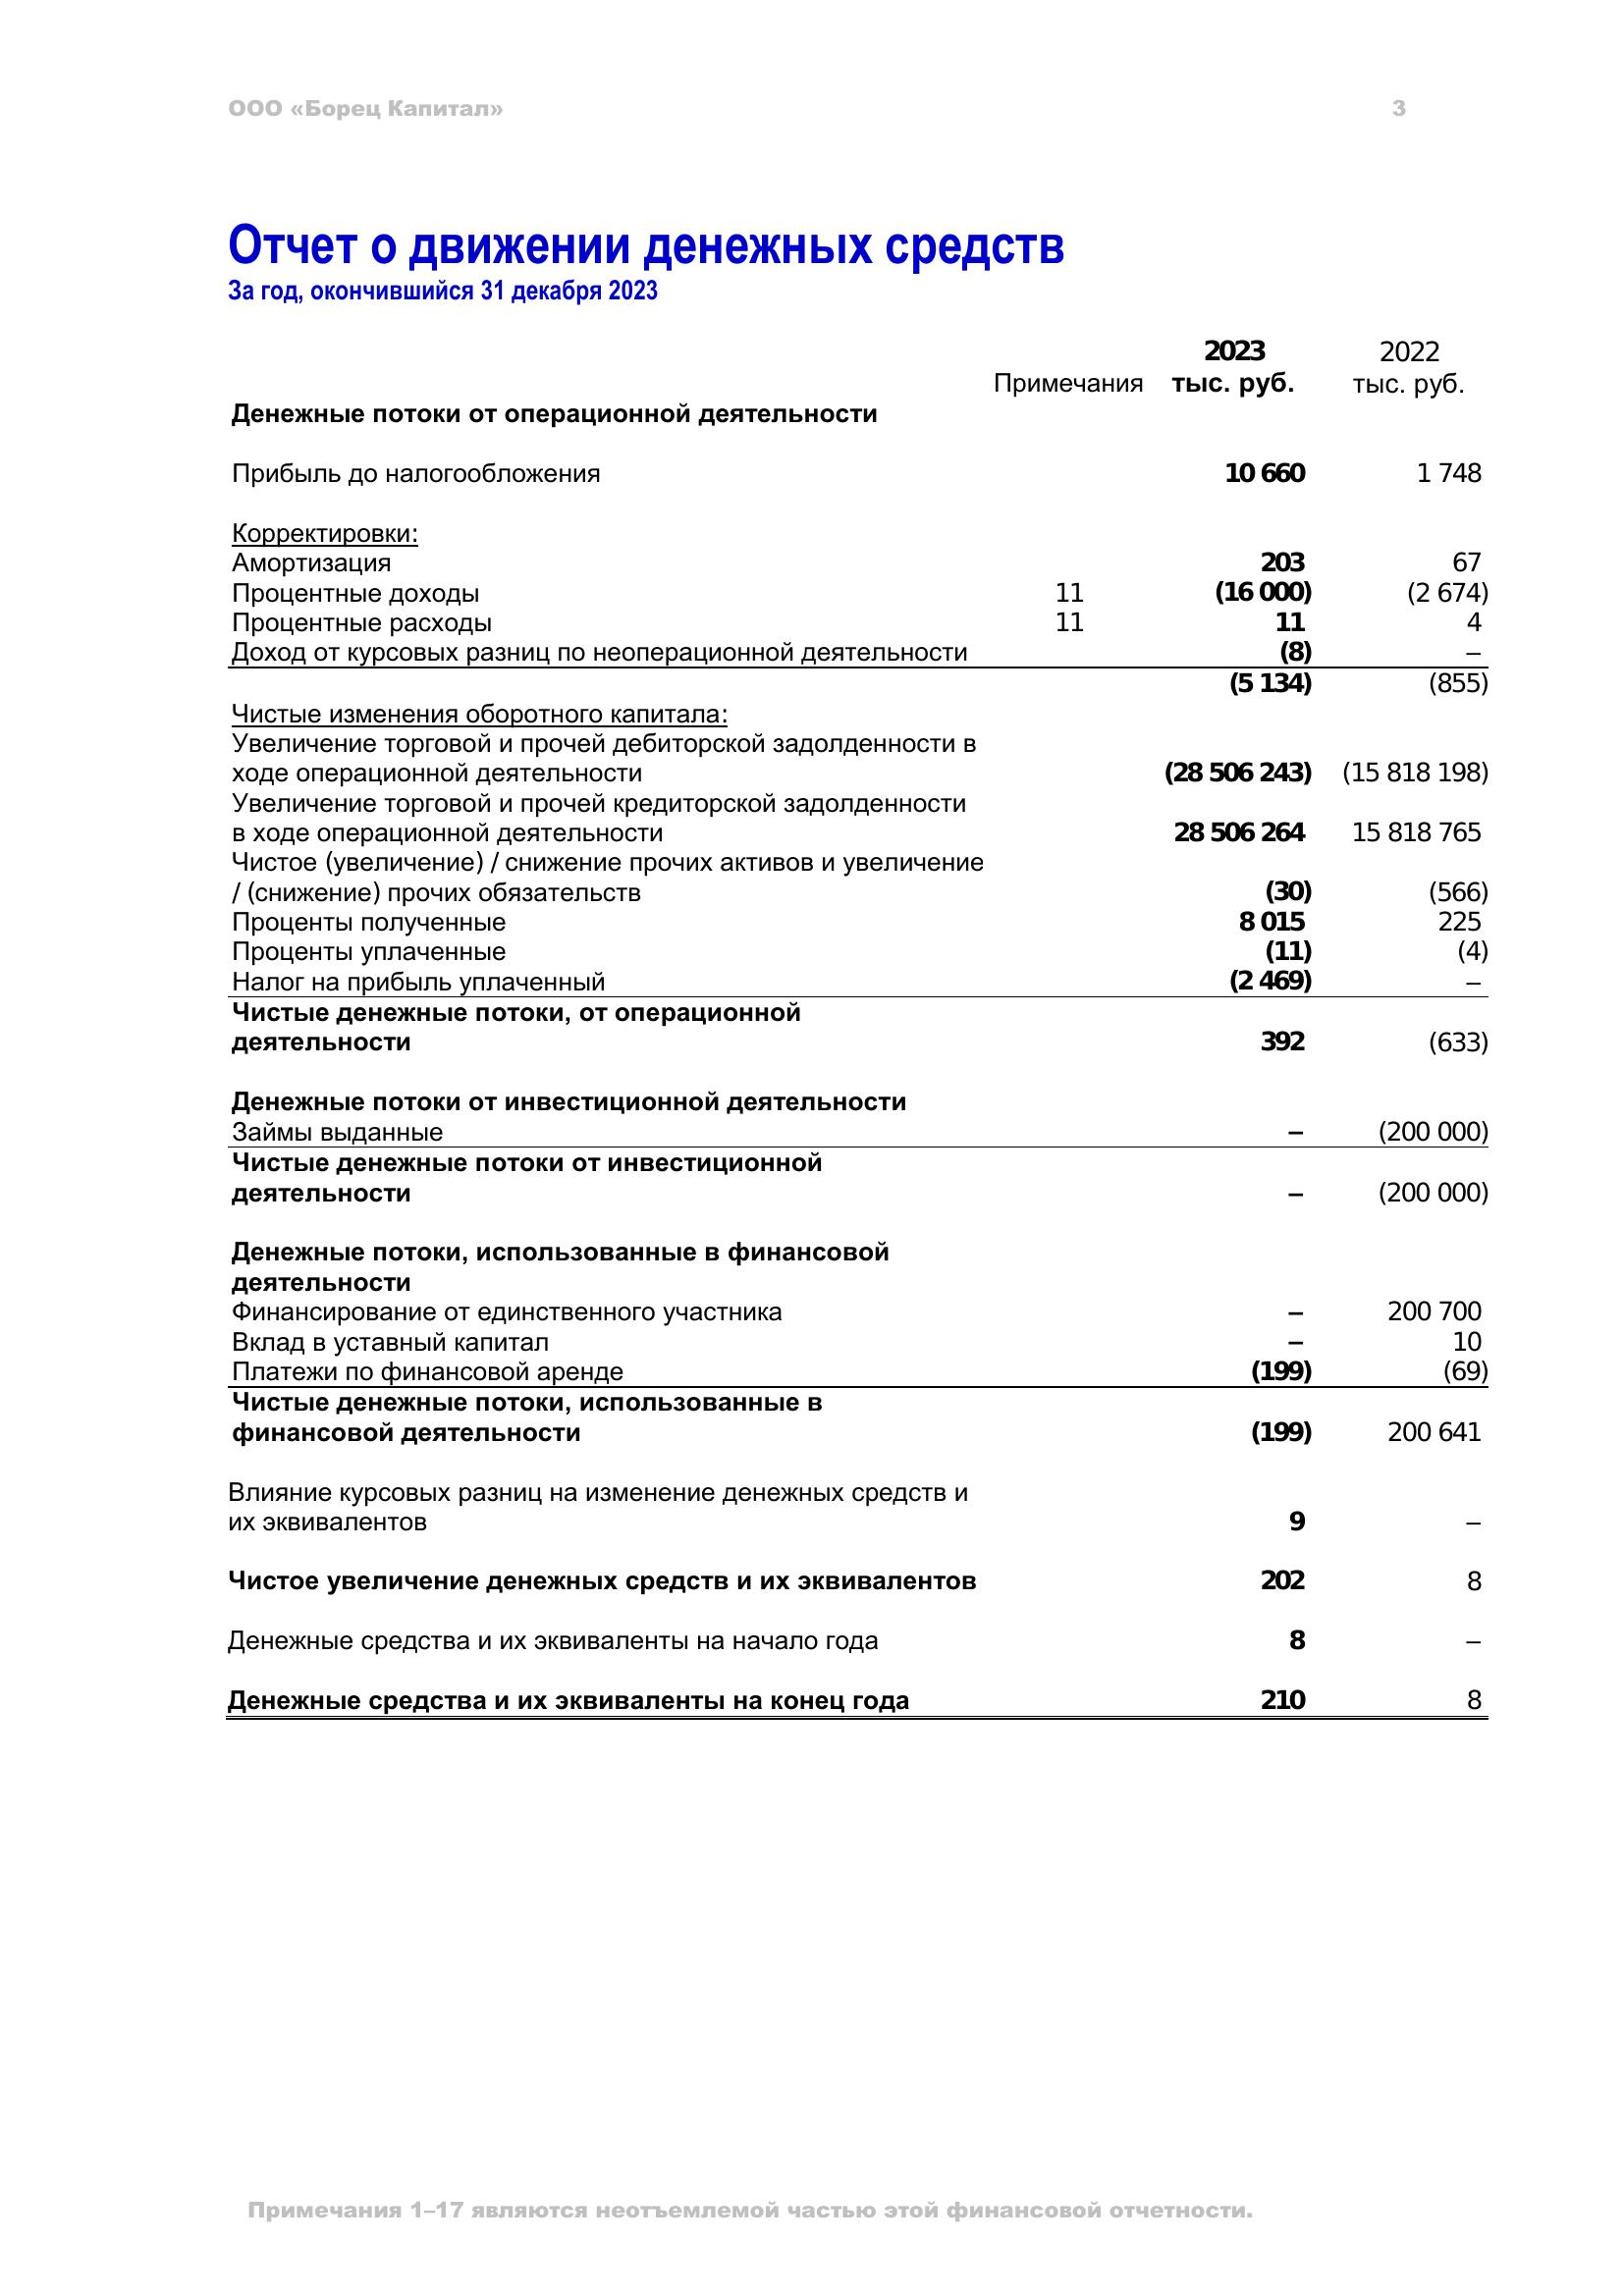 ООО «Борец Капитал» 3
Отчет о движении денежных средств
За год, окончившийся 31 декабря 2023
2023 2022
Примечания тыс. руб. тыс. руб.
Денежные потоки от операционной деятельности
Прибыль до налогообложения 10 660 1 748
Корректировки:
Амортизация 203 67
Процентные доходы 11 (16 000) (2 674)
Процентные расходы 11 11 4
Доход от курсовых разниц по неоперационной деятельности (8) –
(5 134) (855)
Чистые изменения оборотного капитала:
Увеличение торговой и прочей дебиторской задолженности в
ходе операционной деятельности (28 506 243) (15 818 198)
Увеличение торговой и прочей кредиторской задолженности
в ходе операционной деятельности 28 506 264 15 818 765
Чистое (увеличение) / снижение прочих активов и увеличение
/ (снижение) прочих обязательств (30) (566)
Проценты полученные 8 015 225
Проценты уплаченные (11) (4)
Налог на прибыль уплаченный (2 469) –
Чистые денежные потоки, от операционной
деятельности 392 (633)
Денежные потоки от инвестиционной деятельности
Займы выданные – (200 000)
Чистые денежные потоки от инвестиционной
деятельности – (200 000)
Денежные потоки, использованные в финансовой
деятельности
Финансирование от единственного участника – 200 700
Вклад в уставный капитал – 10
Платежи по финансовой аренде (199) (69)
Чистые денежные потоки, использованные в
финансовой деятельности (199) 200 641
Влияние курсовых разниц на изменение денежных средств и
их эквивалентов 9 –
Чистое увеличение денежных средств и их эквивалентов 202 8
Денежные средства и их эквиваленты на начало года 8 –
Денежные средства и их эквиваленты на конец года 210 8
Примечания 1–17 являются неотъемлемой частью этой финансовой отчетности.